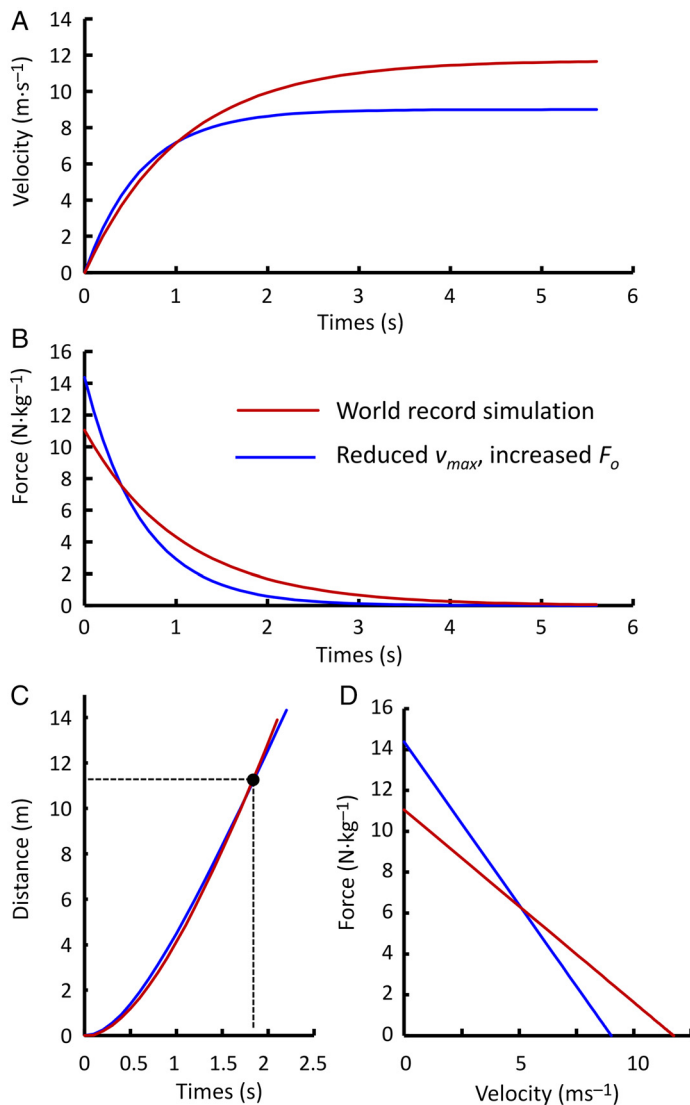 A
14
12
10
8
6
4
2
0
Velocity (m·s⁻¹)
0 1 2 3 4 5 6
Times (s)
B
16
14
12
10
8
6
4
2
0
Force (N·kg⁻¹)
World record simulation
Reduced vmax, increased Fo
0 1 2 3 4 5 6
Times (s)
C
14
12
10
8
6
4
2
0
Distance (m)
0 0.5 1 1.5 2 2.5
Times (s)
D
16
14
12
10
8
6
4
2
0
Force (N·kg⁻¹)
0 5 10
Velocity (ms⁻¹)